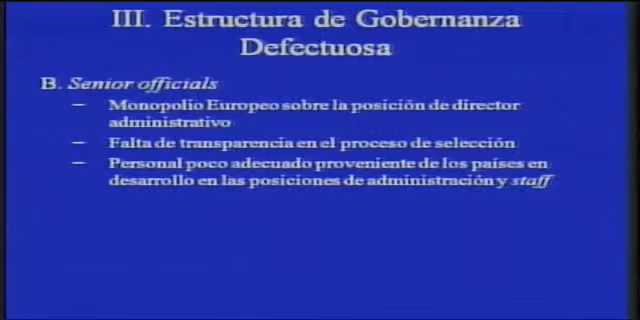 III. Estructura de Gobernanza
Defectuosa
B. Senior officials
– Monopolio Europeo sobre la posición de director
administrativo
– Falta de transparencia en el proceso de selección
– Personal poco adecuado proveniente de los países en
desarrollo en las posiciones de administración y staff